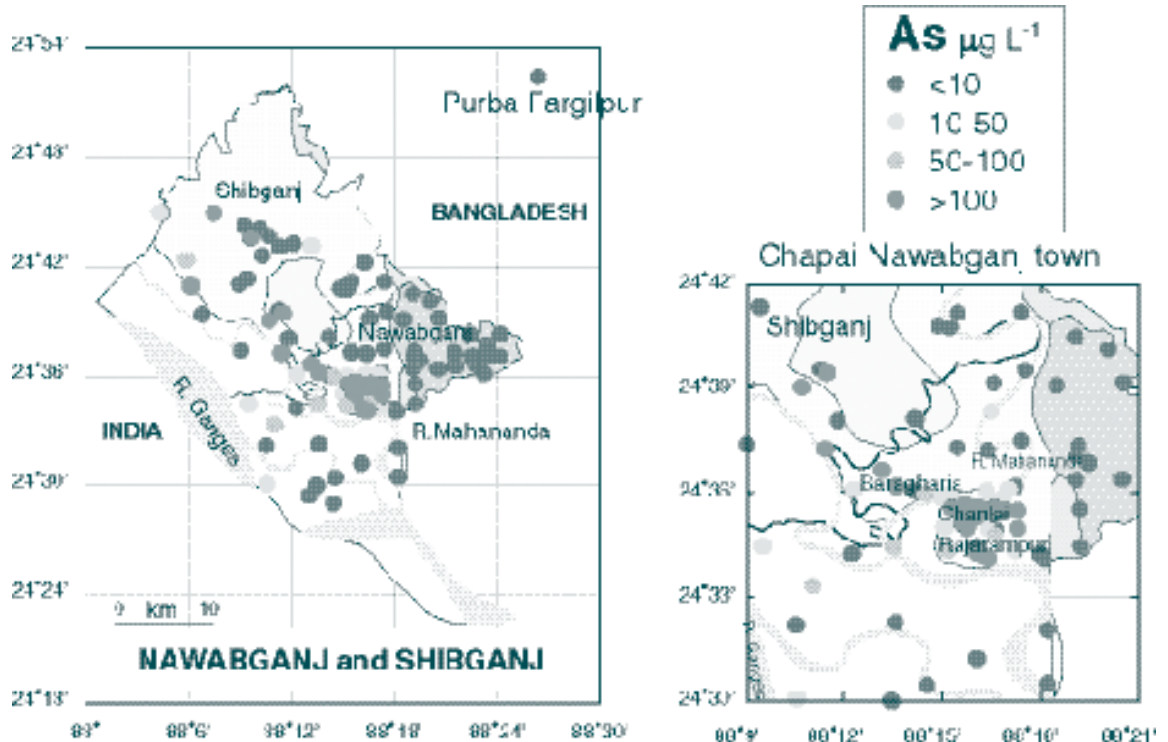 As µg L⁻¹
<10
10-50
50-100
>100
24°54'
24°48'
24°42'
24°36'
24°30'
24°24'
24°18'
Purba
Shibganj
BANGLADESH
Nawabganj
R. Ganges
INDIA
R. Mahananda
0 km 10
NAWABGANJ and SHIBGANJ
88°6' 88°12' 88°18' 88°24' 88°30'
Chapai Nawabganj town
24°42'
24°39'
24°36'
24°33'
24°30'
Shibganj
R. Mahananda
Baragharia
Chanlai
(Rajarampur)
R. Ganges
88°9' 88°12' 88°15' 88°18' 88°21'